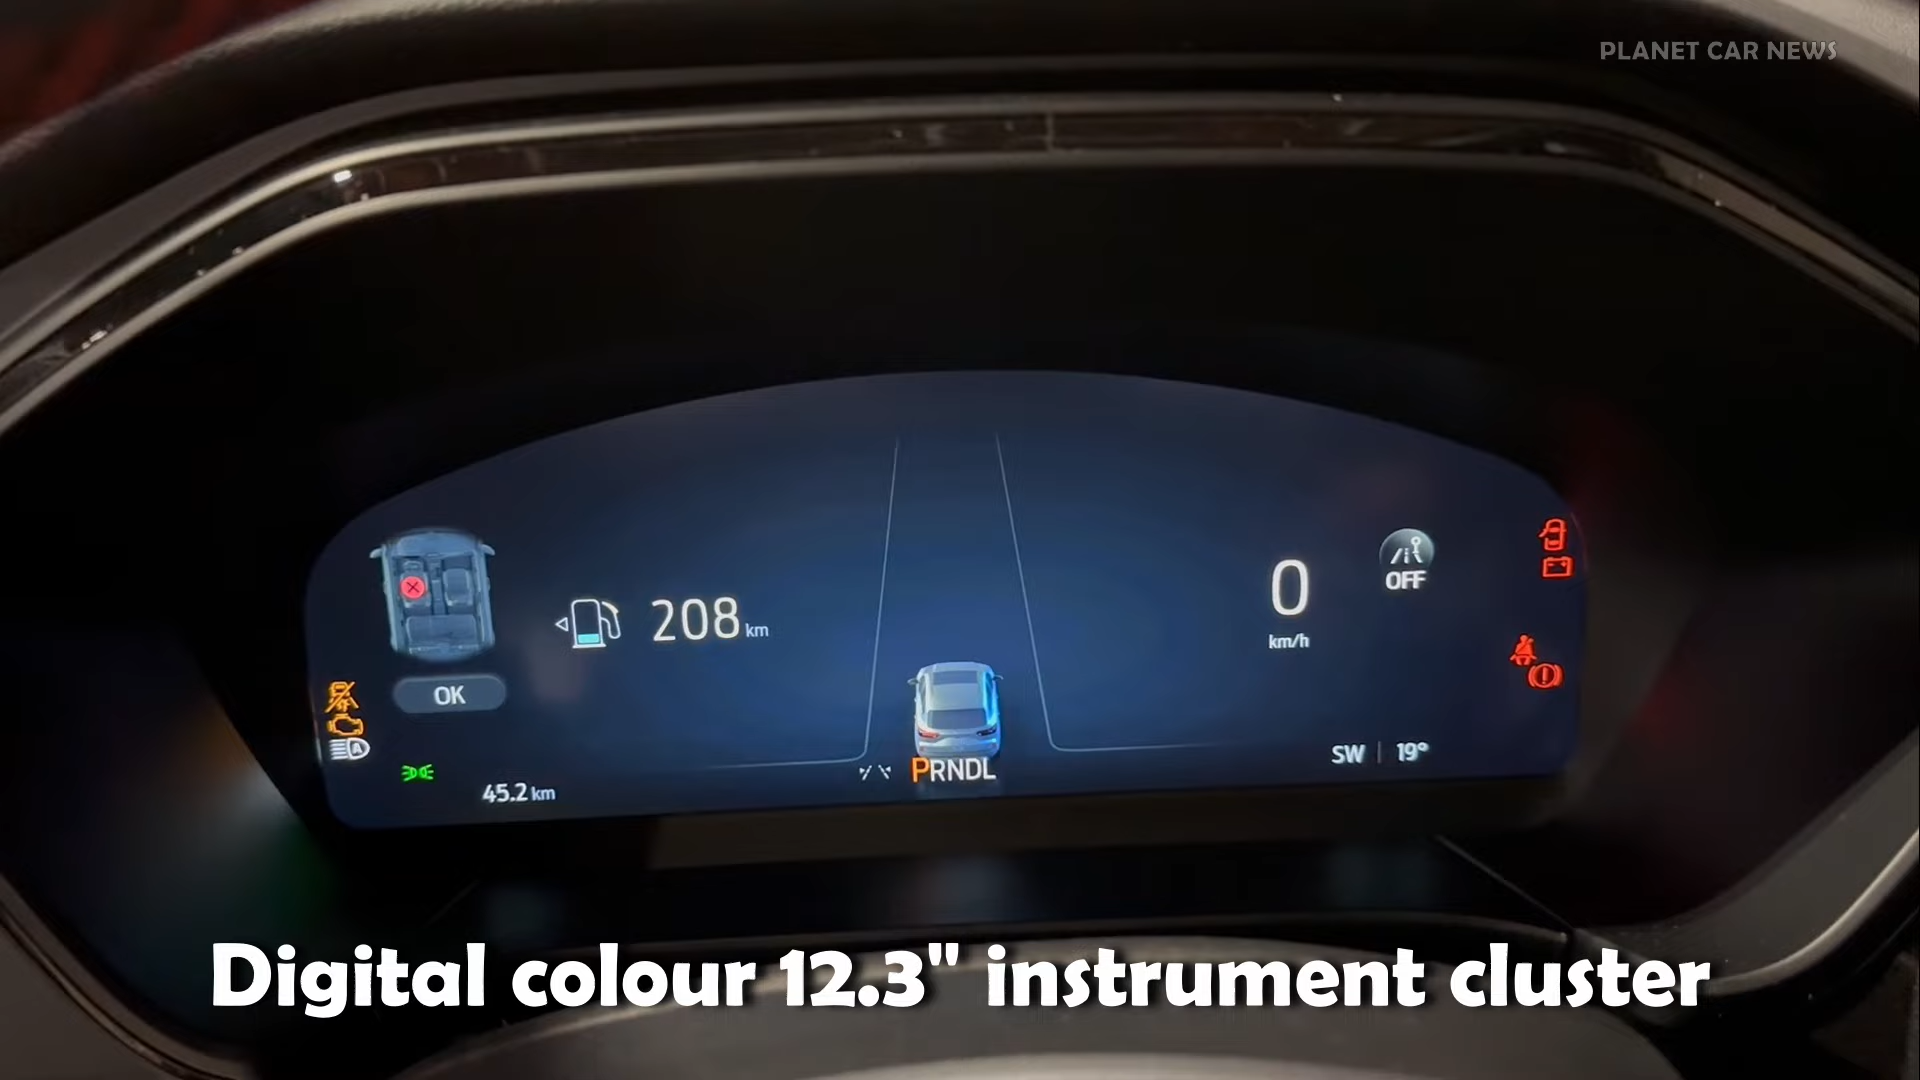 PLANET CAR NEWS
0
OFF
208 km
km/h
OK
SW | 19°
PRNDL
45.2 km
Digital colour 12.3" instrument cluster